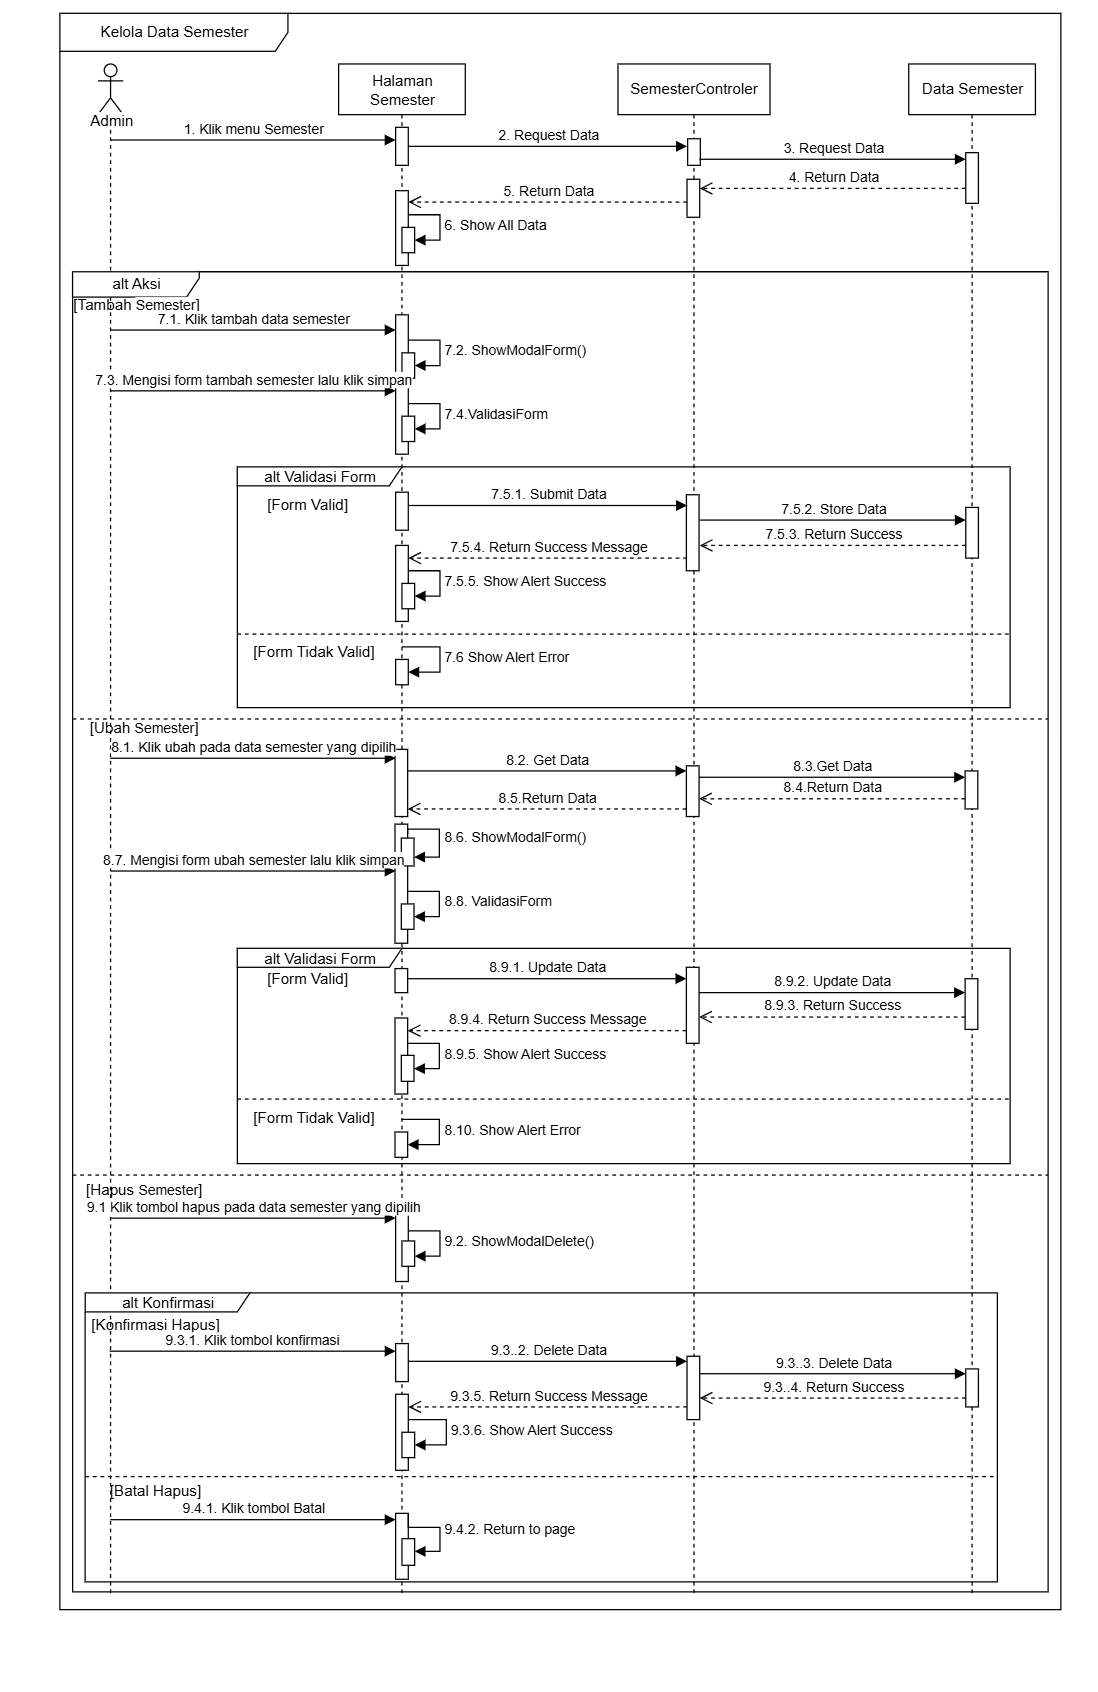 Kelola Data Semester
Admin
Halaman
Semester
SemesterControler
Data Semester
1. Klik menu Semester
2. Request Data
3. Request Data
4. Return Data
5. Return Data
6. Show All Data
alt Aksi
[Tambah Semester]
7.1. Klik tambah data semester
7.2. ShowModalForm()
7.3. Mengisi form tambah semester lalu klik simpan
7.4.ValidasiForm
alt Validasi Form
[Form Valid]
7.5.1. Submit Data
7.5.2. Store Data
7.5.3. Return Success
7.5.4. Return Success Message
7.5.5. Show Alert Success
[Form Tidak Valid]
7.6 Show Alert Error
[Ubah Semester]
8.1. Klik ubah pada data semester yang dipilih
8.2. Get Data
8.3.Get Data
8.4.Return Data
8.5.Return Data
8.6. ShowModalForm()
8.7. Mengisi form ubah semester lalu klik simpan
8.8. ValidasiForm
alt Validasi Form
[Form Valid]
8.9.1. Update Data
8.9.2. Update Data
8.9.3. Return Success
8.9.4. Return Success Message
8.9.5. Show Alert Success
[Form Tidak Valid]
8.10. Show Alert Error
[Hapus Semester]
9.1 Klik tombol hapus pada data semester yang dipilih
9.2. ShowModalDelete()
alt Konfirmasi
[Konfirmasi Hapus]
9.3.1. Klik tombol konfirmasi
9.3..2. Delete Data
9.3..3. Delete Data
9.3..4. Return Success
9.3.5. Return Success Message
9.3.6. Show Alert Success
[Batal Hapus]
9.4.1. Klik tombol Batal
9.4.2. Return to page